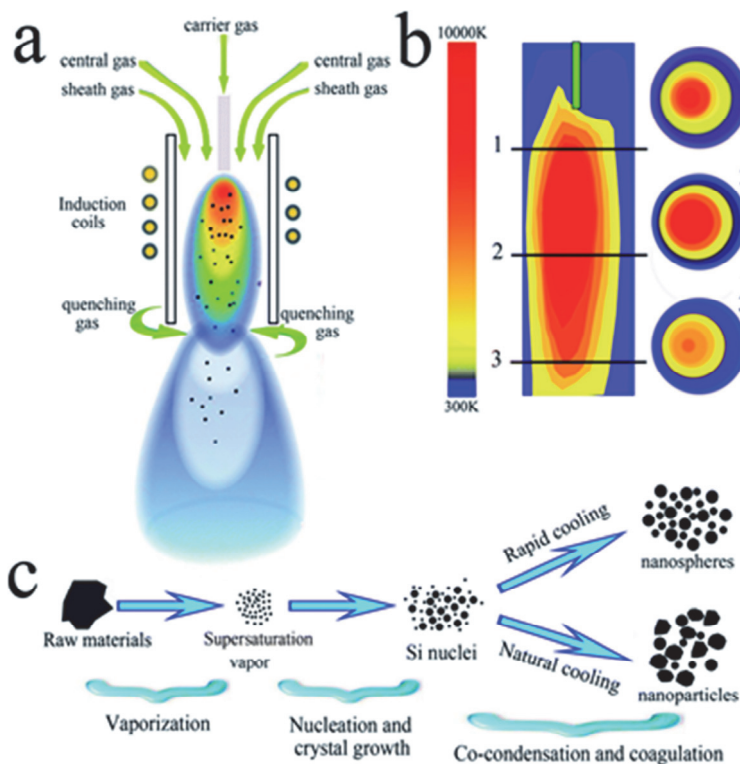 a
carrier gas
central gas
central gas
sheath gas
sheath gas
Induction
coils
quenching
gas
quenching
gas
b
10000K
300K
1
2
3
c
Raw materials
Supersaturation
vapor
Si nuclei
Rapid cooling
Natural cooling
nanospheres
nanoparticles
Vaporization
Nucleation and
crystal growth
Co-condensation and coagulation